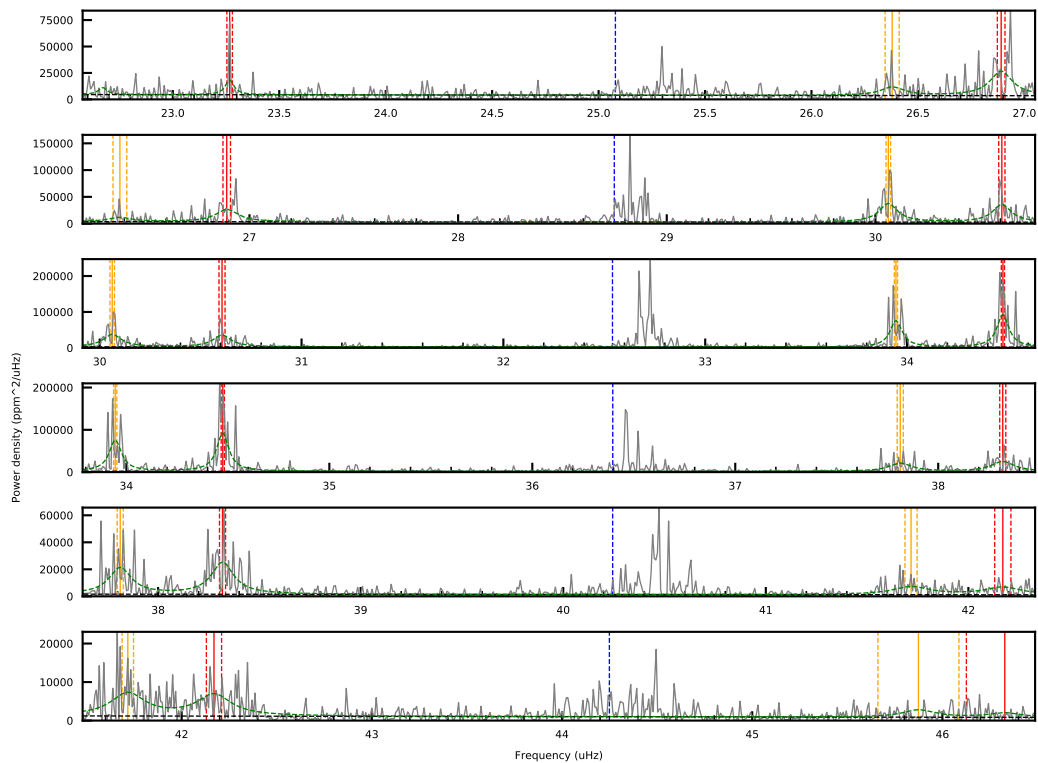 75000
50000
25000
0
23.0 23.5 24.0 24.5 25.0 25.5 26.0 26.5 27.0
150000
100000
50000
0
27 28 29 30
200000
100000
0
30 31 32 33 34
Power density (ppm^2/uHz)
200000
100000
0
34 35 36 37 38
60000
40000
20000
0
38 39 40 41 42
20000
10000
0
42 43 44 45 46
Frequency (uHz)